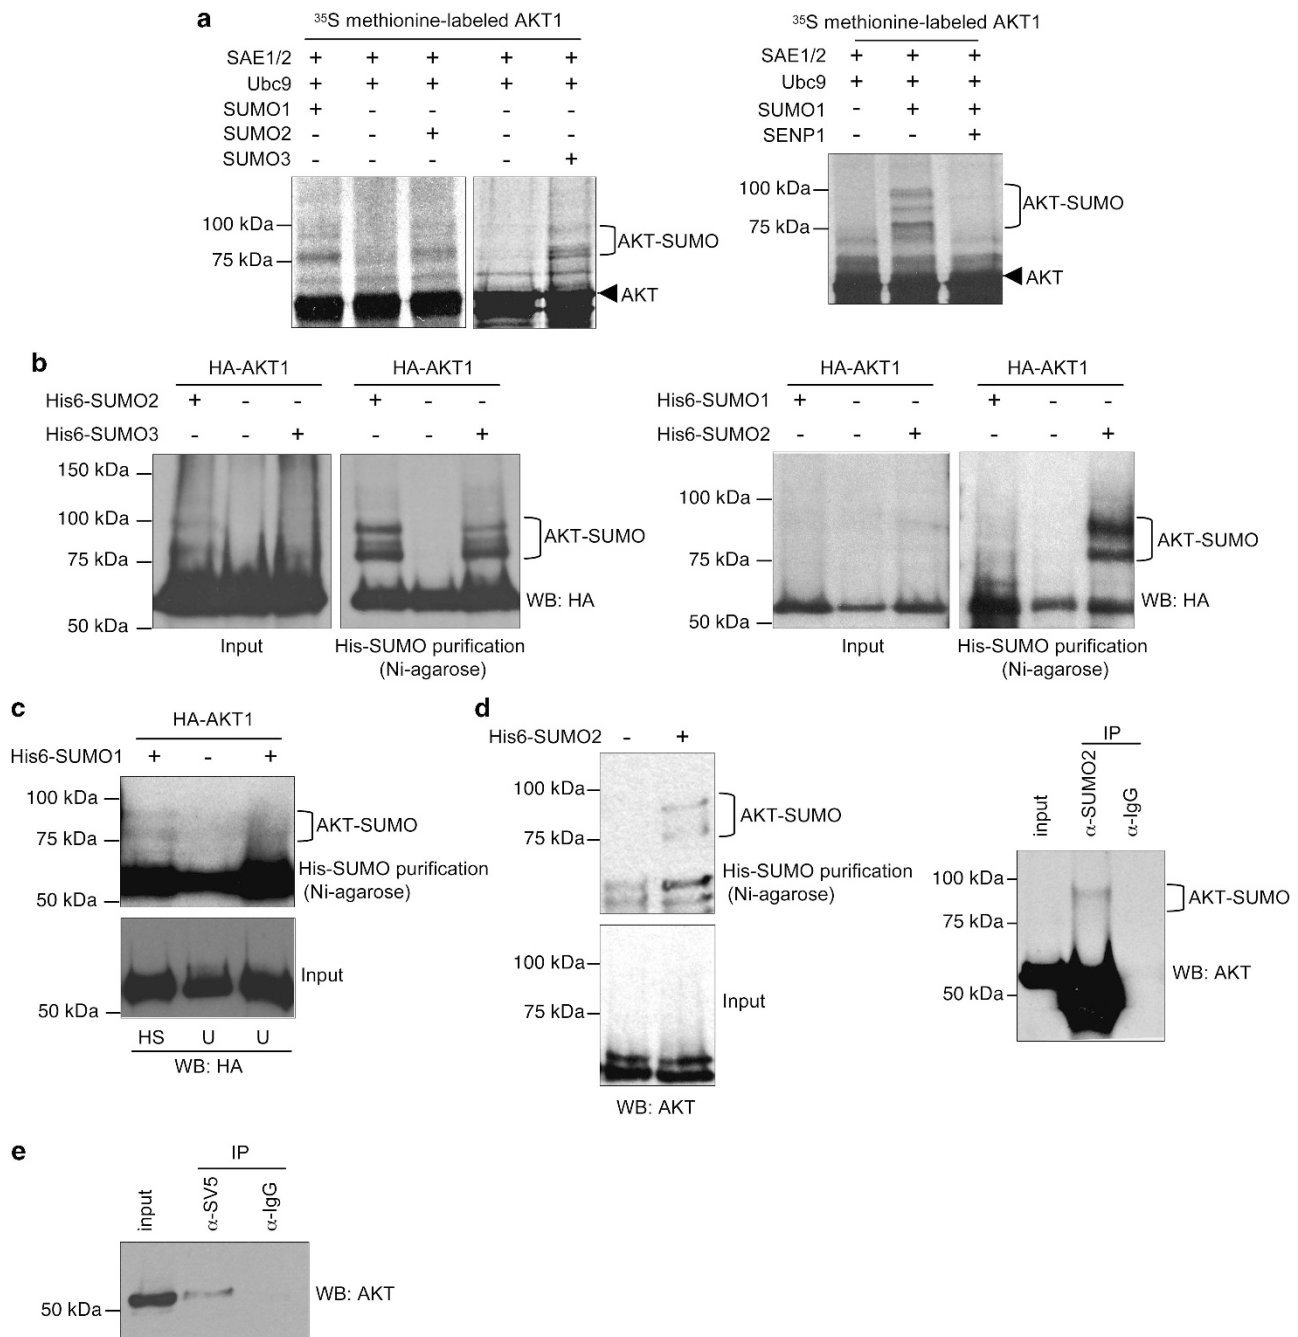 a
³⁵S methionine-labeled AKT1
SAE1/2 + + + + +
Ubc9 + + + + +
SUMO1 + - - - -
SUMO2 - - + - -
SUMO3 - - - - +
100 kDa
75 kDa
AKT-SUMO
AKT
³⁵S methionine-labeled AKT1
SAE1/2 + + +
Ubc9 + + +
SUMO1 - + +
SENP1 - - +
100 kDa
75 kDa
AKT-SUMO
AKT
b
HA-AKT1 HA-AKT1
His6-SUMO2 + - - + - -
His6-SUMO3 - - + - - +
150 kDa
100 kDa
75 kDa
50 kDa
AKT-SUMO
WB: HA
Input
His-SUMO purification
(Ni-agarose)
HA-AKT1 HA-AKT1
His6-SUMO1 + - - + - -
His6-SUMO2 - - + - - +
100 kDa
75 kDa
50 kDa
AKT-SUMO
WB: HA
Input
His-SUMO purification
(Ni-agarose)
c
HA-AKT1
His6-SUMO1 + - +
100 kDa
75 kDa
50 kDa
AKT-SUMO
His-SUMO purification
(Ni-agarose)
Input
50 kDa
HS U U
WB: HA
d
His6-SUMO2 - +
100 kDa
75 kDa
AKT-SUMO
His-SUMO purification
(Ni-agarose)
100 kDa
75 kDa
Input
WB: AKT
IP
input α-SUMO2 α-IgG
100 kDa
75 kDa
50 kDa
AKT-SUMO
WB: AKT
e
IP
input α-SV5 α-IgG
50 kDa
WB: AKT